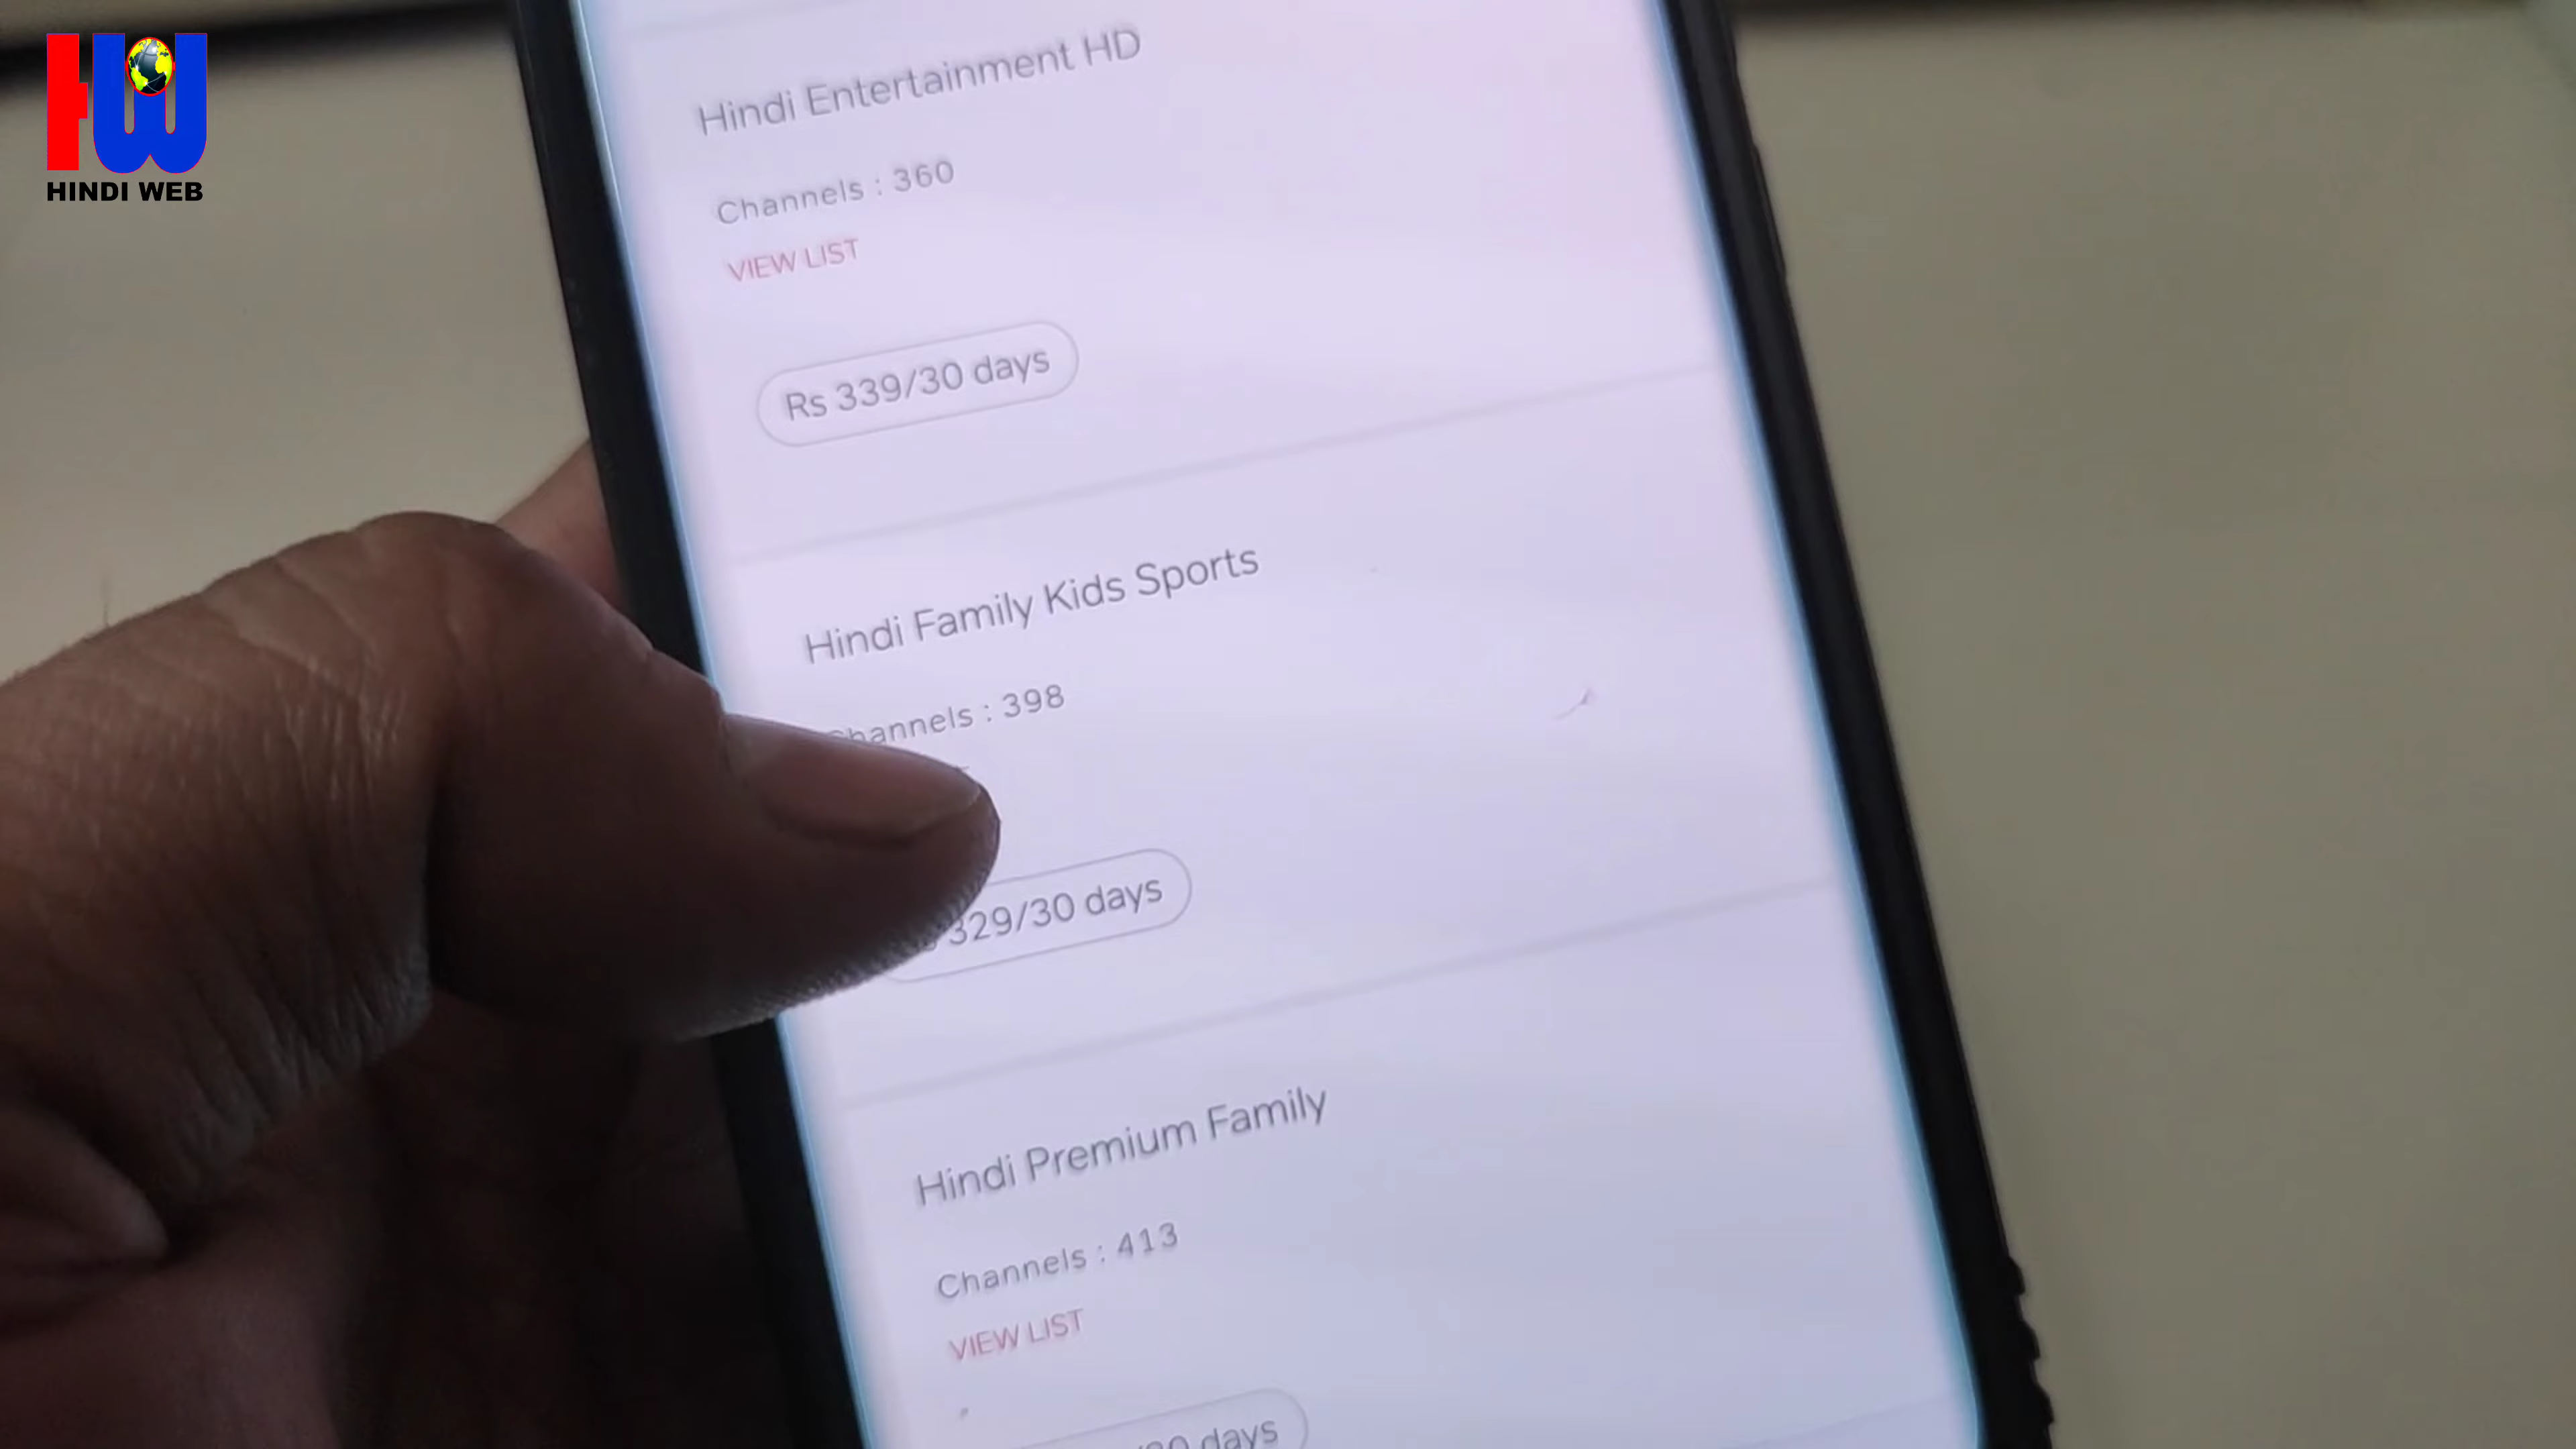 HINDI WEB
Hindi Entertainment HD
Channels : 360
VIEW LIST
Rs 339/30 days
Hindi Family Kids Sports
Channels : 398
329/30 days
Hindi Premium Family
Channels : 413
VIEW LIST
days